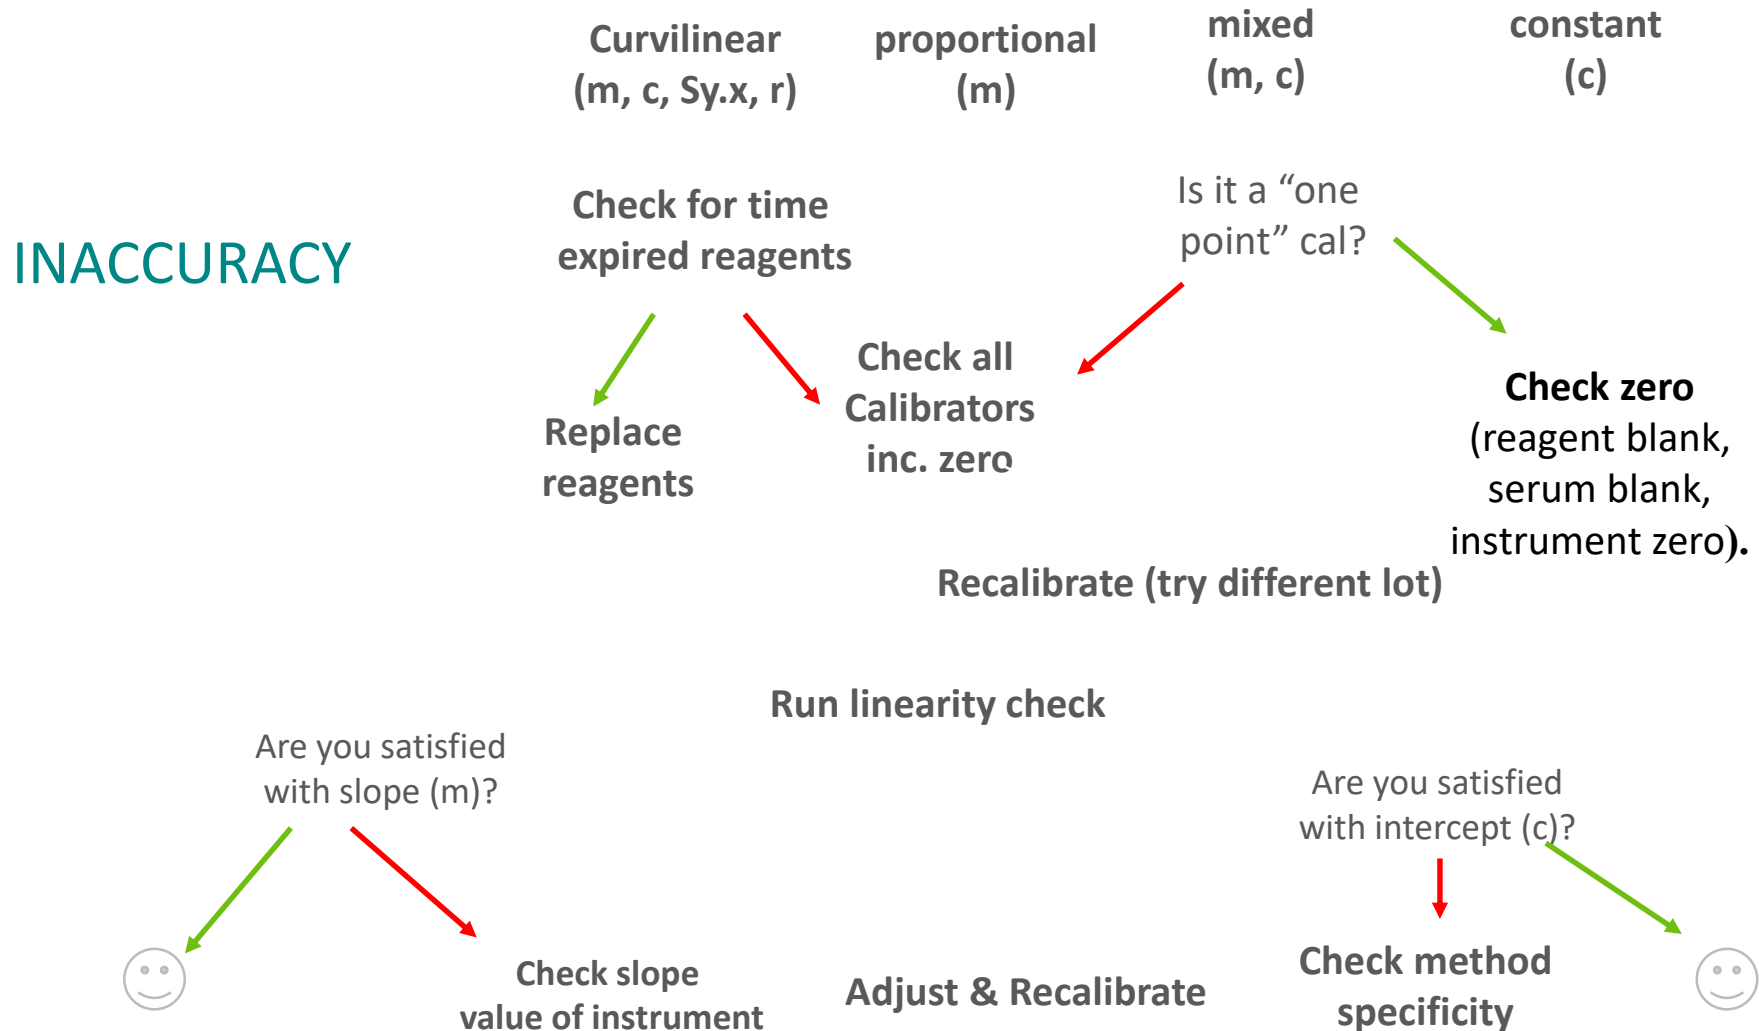 Curvilinear
(m, c, Sy.x, r)
proportional
(m)
mixed
(m, c)
constant
(c)
INACCURACY
Check for time
expired reagents
Is it a “one
point” cal?
Replace
reagents
Check all
Calibrators
inc. zero
Check zero
(reagent blank,
serum blank,
instrument zero).
Recalibrate (try different lot)
Run linearity check
Are you satisfied
with slope (m)?
Are you satisfied
with intercept (c)?
Check slope
value of instrument
Adjust & Recalibrate
Check method
specificity